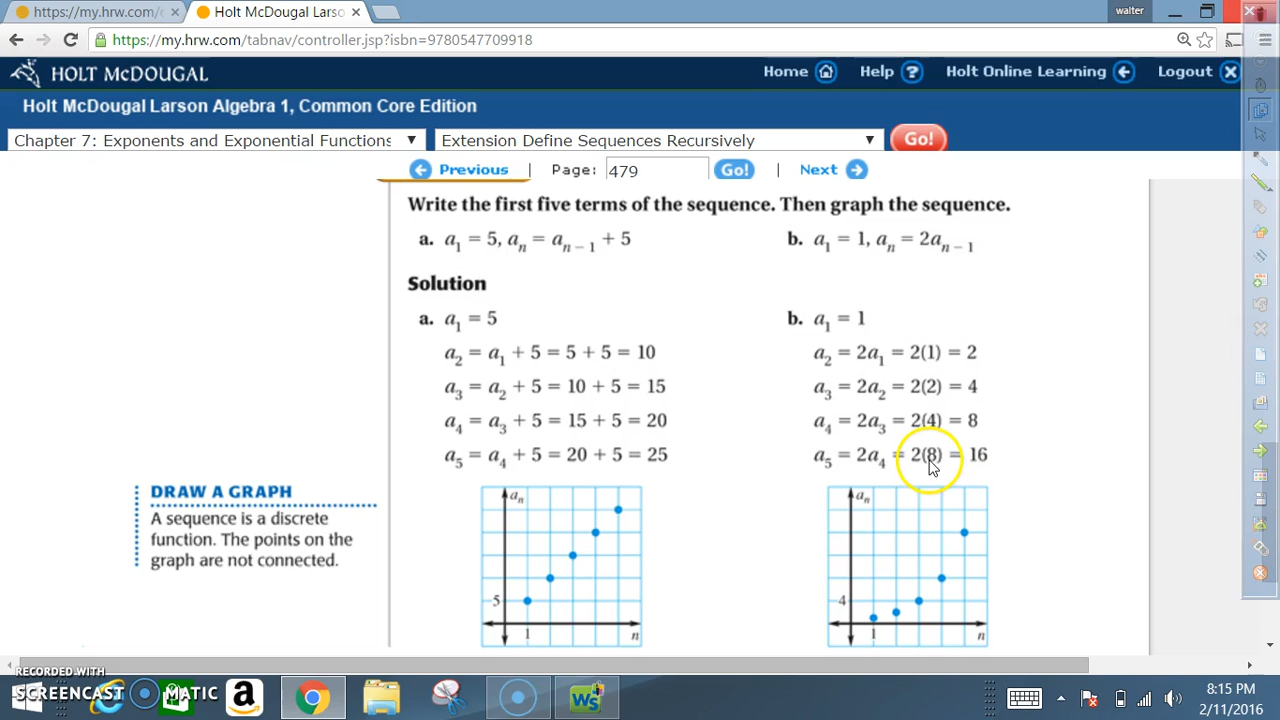 https://my.hrw.com/
Holt McDougal Larso
walter
https://my.hrw.com/tabnav/controller.jsp?isbn=9780547709918
HOLT MCDOUGAL
Home
Help ?
Holt Online Learning
Logout
Holt McDougal Larson Algebra 1, Common Core Edition
Chapter 7: Exponents and Exponential Functions
Extension Define Sequences Recursively
Go!
Previous | Page: 479 Go! | Next
Write the first five terms of the sequence. Then graph the sequence.
a. a₁ = 5, aₙ = aₙ₋₁ + 5
b. a₁ = 1, aₙ = 2aₙ₋₁
Solution
a. a₁ = 5
a₂ = a₁ + 5 = 5 + 5 = 10
a₃ = a₂ + 5 = 10 + 5 = 15
a₄ = a₃ + 5 = 15 + 5 = 20
a₅ = a₄ + 5 = 20 + 5 = 25
b. a₁ = 1
a₂ = 2a₁ = 2(1) = 2
a₃ = 2a₂ = 2(2) = 4
a₄ = 2a₃ = 2(4) = 8
a₅ = 2a₄ = 2(8) = 16
DRAW A GRAPH
A sequence is a discrete
function. The points on the
graph are not connected.
aₙ
5
1
n
aₙ
4
1
n
RECORDED WITH
SCREENCAST MATIC
8:15 PM
2/11/2016